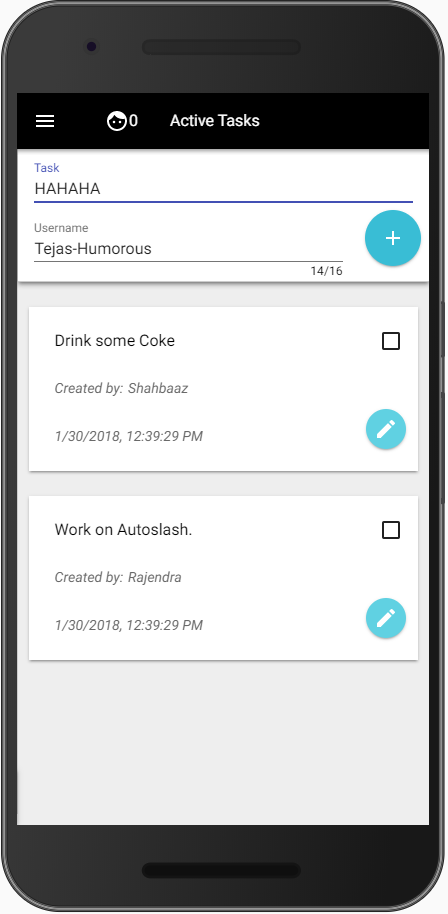 0 Active Tasks
Task
HAHAHA
Username
Tejas-Humorous
14/16
Drink some Coke
Created by: Shahbaaz
1/30/2018, 12:39:29 PM
Work on Autoslash.
Created by: Rajendra
1/30/2018, 12:39:29 PM